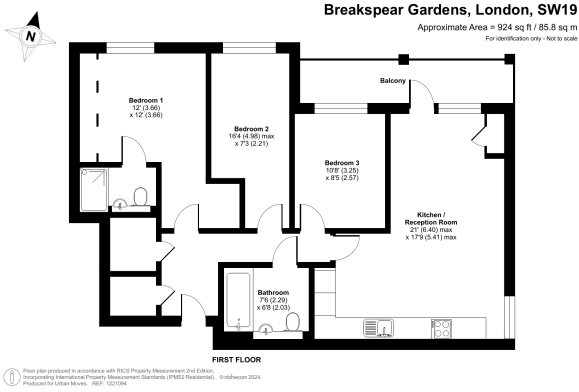 Breakspear Gardens, London, SW19
Approximate Area = 924 sq ft / 85.8 sq m
For identification only - Not to scale
N
Balcony
Bedroom 1
12' (3.66)
x 12' (3.66)
Bedroom 2
16'4 (4.98) max
x 7'3 (2.21)
Bedroom 3
10'8' (3.25)
x 8'5 (2.57)
Kitchen /
Reception Room
21' (6.40) max
x 17'9 (5.41) max
Bathroom
7'6 (2.29)
x 6'8 (2.03)
FIRST FLOOR
Floor plan produced in accordance with RICS Property Measurement 2nd Edition,
Incorporating International Property Measurement Standards (IPMS2 Residential). © nichecom 2024.
Produced for Urban Moves. REF: 1221094